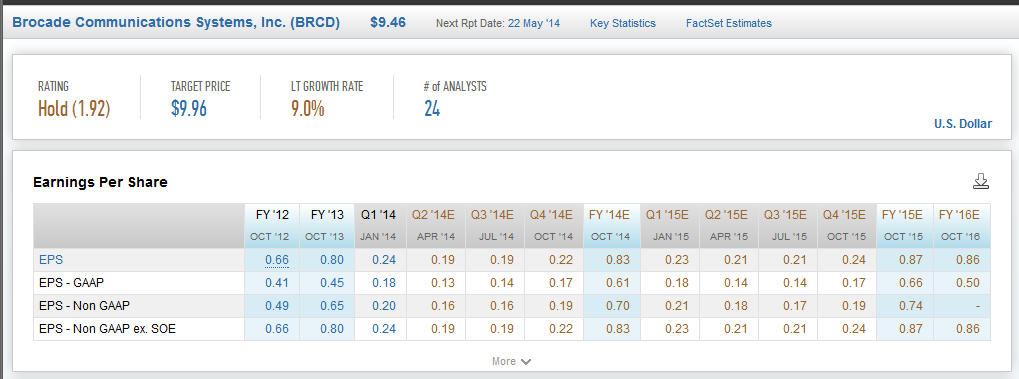 Brocade Communications Systems, Inc. (BRCD) $9.46 Next Rpt Date: 22 May '14 Key Statistics FactSet Estimates
RATING TARGET PRICE LT GROWTH RATE # of ANALYSTS
Hold (1.92) $9.96 9.0% 24
U.S. Dollar
Earnings Per Share
FY '12 FY '13 Q1 '14 Q2 '14E Q3 '14E Q4 '14E FY '14E Q1 '15E Q2 '15E Q3 '15E Q4 '15E FY '15E FY '16E
OCT '12 OCT '13 JAN '14 APR '14 JUL '14 OCT '14 OCT '14 JAN '15 APR '15 JUL '15 OCT '15 OCT '15 OCT '16
EPS 0.66 0.80 0.24 0.19 0.19 0.22 0.83 0.23 0.21 0.21 0.24 0.87 0.86
EPS - GAAP 0.41 0.45 0.18 0.13 0.14 0.17 0.61 0.18 0.14 0.14 0.17 0.66 0.50
EPS - Non GAAP 0.49 0.65 0.20 0.16 0.16 0.19 0.70 0.21 0.18 0.17 0.19 0.74 -
EPS - Non GAAP ex. SOE 0.66 0.80 0.24 0.19 0.19 0.22 0.83 0.23 0.21 0.21 0.24 0.87 0.86
More